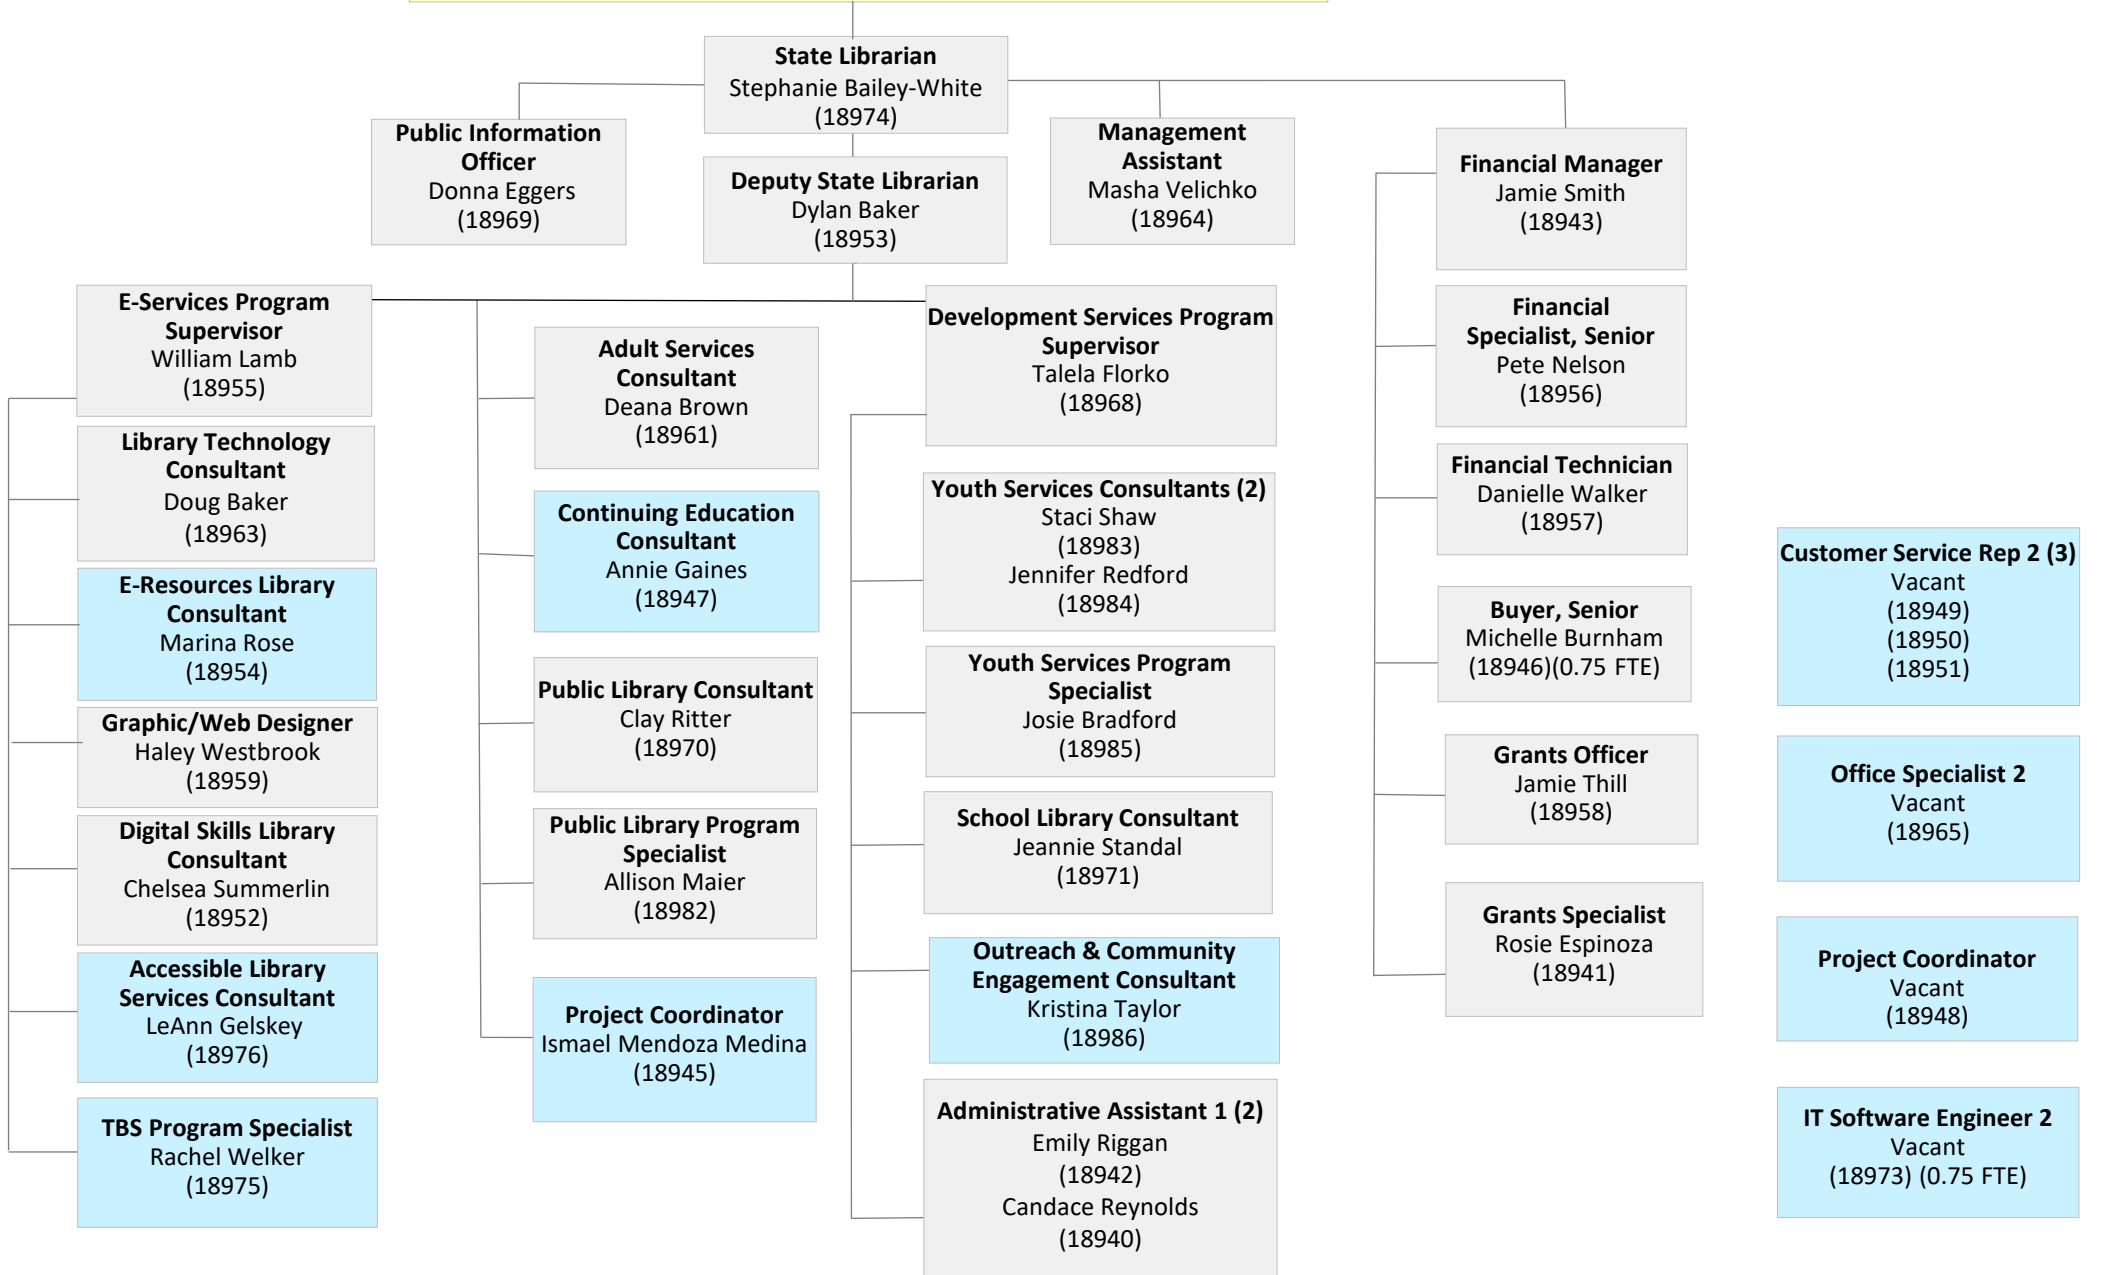 State Librarian
Stephanie Bailey-White
(18974)
Public Information
Officer
Donna Eggers
(18969)
Deputy State Librarian
Dylan Baker
(18953)
Management
Assistant
Masha Velichko
(18964)
Financial Manager
Jamie Smith
(18943)
E-Services Program
Supervisor
William Lamb
(18955)
Library Technology
Consultant
Doug Baker
(18963)
E-Resources Library
Consultant
Marina Rose
(18954)
Graphic/Web Designer
Haley Westbrook
(18959)
Digital Skills Library
Consultant
Chelsea Summerlin
(18952)
Accessible Library
Services Consultant
LeAnn Gelskey
(18976)
TBS Program Specialist
Rachel Welker
(18975)
Adult Services
Consultant
Deana Brown
(18961)
Continuing Education
Consultant
Annie Gaines
(18947)
Public Library Consultant
Clay Ritter
(18970)
Public Library Program
Specialist
Allison Maier
(18982)
Project Coordinator
Ismael Mendoza Medina
(18945)
Development Services Program
Supervisor
Talela Florko
(18968)
Youth Services Consultants (2)
Staci Shaw
(18983)
Jennifer Redford
(18984)
Youth Services Program
Specialist
Josie Bradford
(18985)
School Library Consultant
Jeannie Standal
(18971)
Outreach & Community
Engagement Consultant
Kristina Taylor
(18986)
Administrative Assistant 1 (2)
Emily Riggan
(18942)
Candace Reynolds
(18940)
Financial
Specialist, Senior
Pete Nelson
(18956)
Financial Technician
Danielle Walker
(18957)
Buyer, Senior
Michelle Burnham
(18946)(0.75 FTE)
Grants Officer
Jamie Thill
(18958)
Grants Specialist
Rosie Espinoza
(18941)
Customer Service Rep 2 (3)
Vacant
(18949)
(18950)
(18951)
Office Specialist 2
Vacant
(18965)
Project Coordinator
Vacant
(18948)
IT Software Engineer 2
Vacant
(18973) (0.75 FTE)